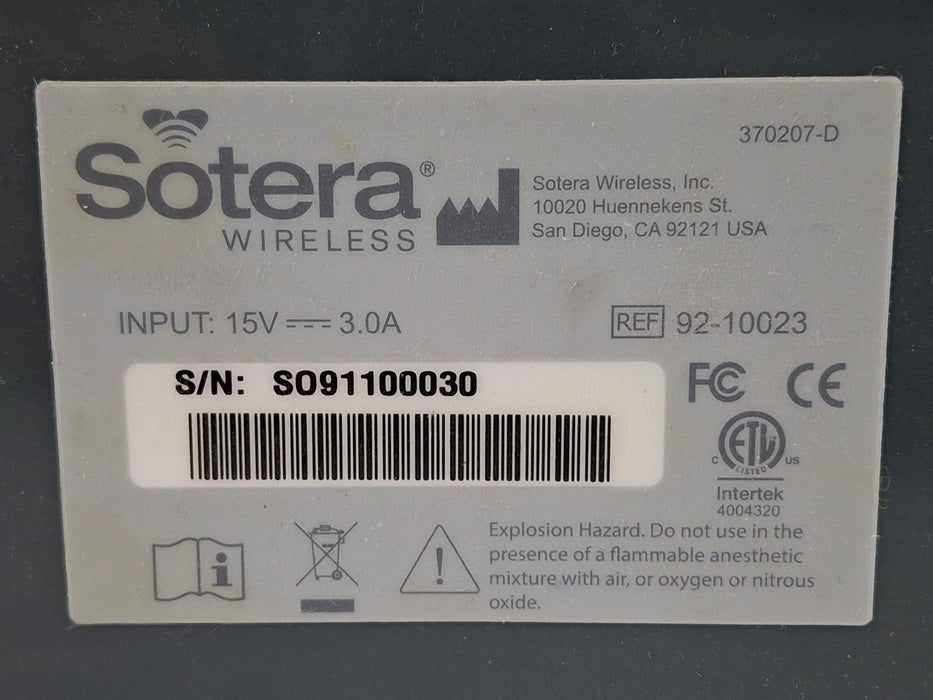 370207-D
Sotera®
WIRELESS
Sotera Wireless, Inc.
10020 Huennekens St.
San Diego, CA 92121 USA
INPUT: 15V ⎓ 3.0A
REF 92-10023
S/N: SO91100030
FC CE
ETL
C LISTED US
Intertek
4004320
i
!
Explosion Hazard. Do not use in the
presence of a flammable anesthetic
mixture with air, or oxygen or nitrous
oxide.